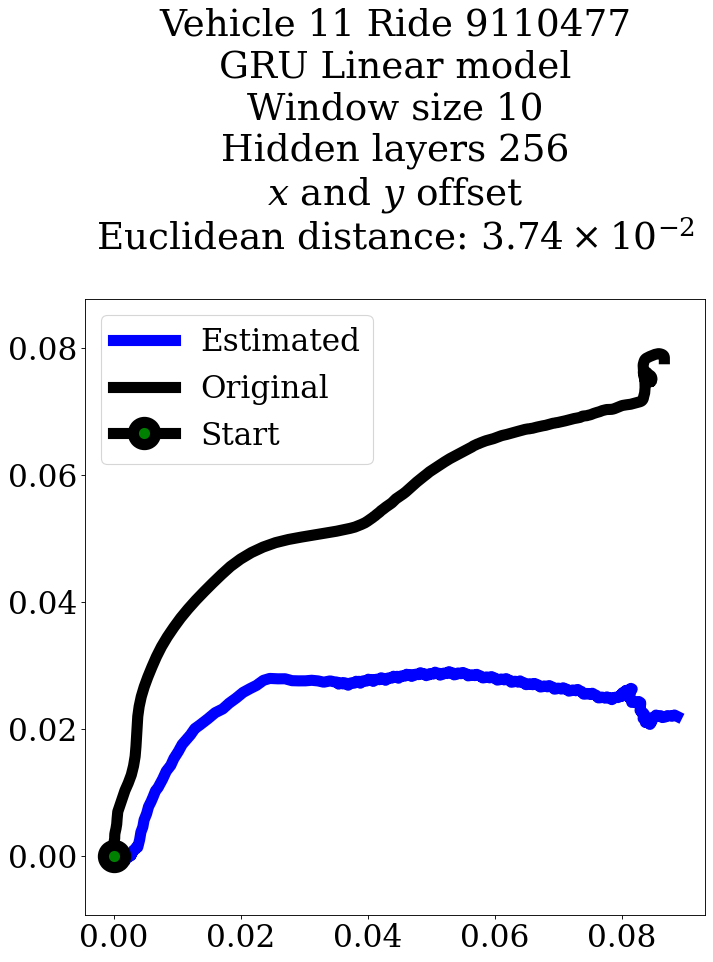 Vehicle 11 Ride 9110477
GRU Linear model
Window size 10
Hidden layers 256
x and y offset
Euclidean distance: 3.74 × 10⁻²
Estimated
Original
Start
0.08
0.06
0.04
0.02
0.00
0.00 0.02 0.04 0.06 0.08